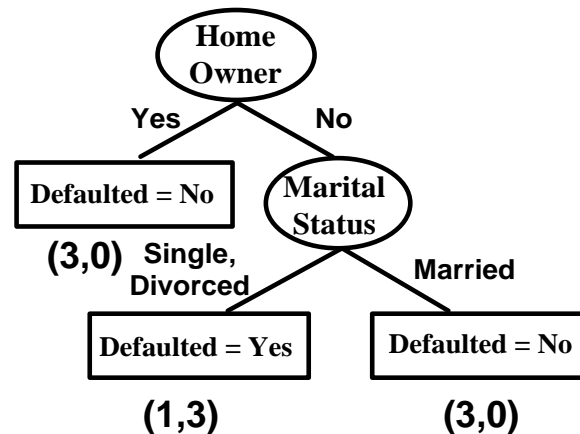 Home
Owner
Yes
No
Defaulted = No
Marital
Status
(3,0)
Single,
Divorced
Married
Defaulted = Yes
Defaulted = No
(1,3)
(3,0)